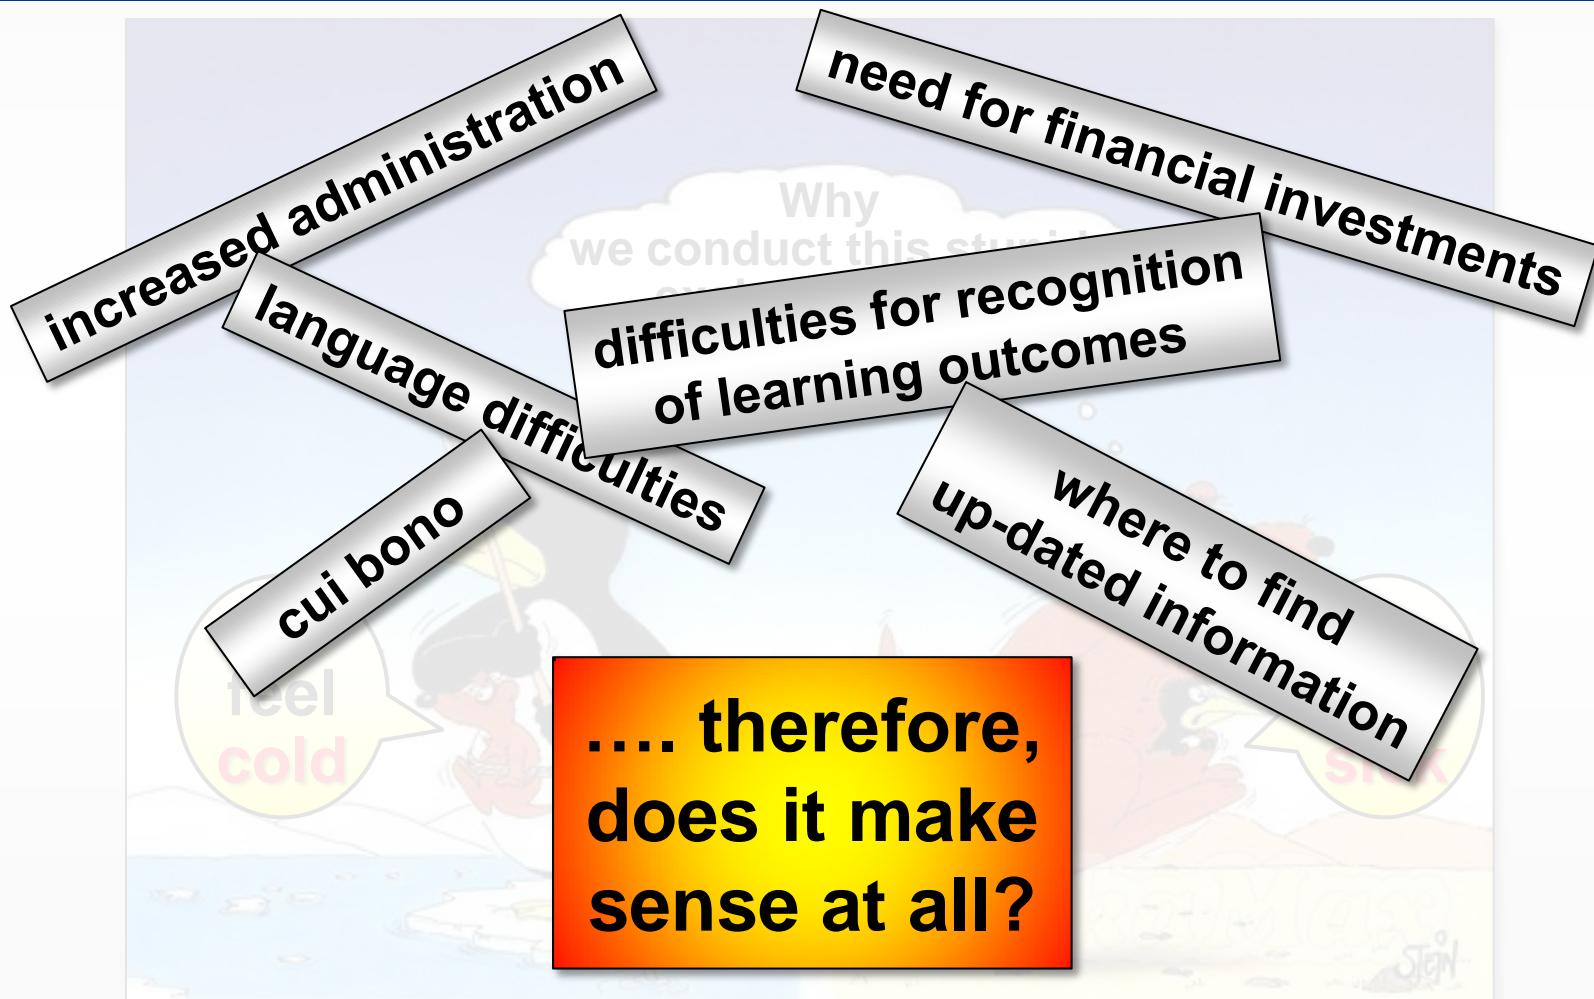 increased administration
need for financial investments
Why
we conduct this
language difficulties
difficulties for recognition
of learning outcomes
cui bono
where to find
up-dated information
feel
cold
.... therefore,
does it make
sense at all?
STEIN